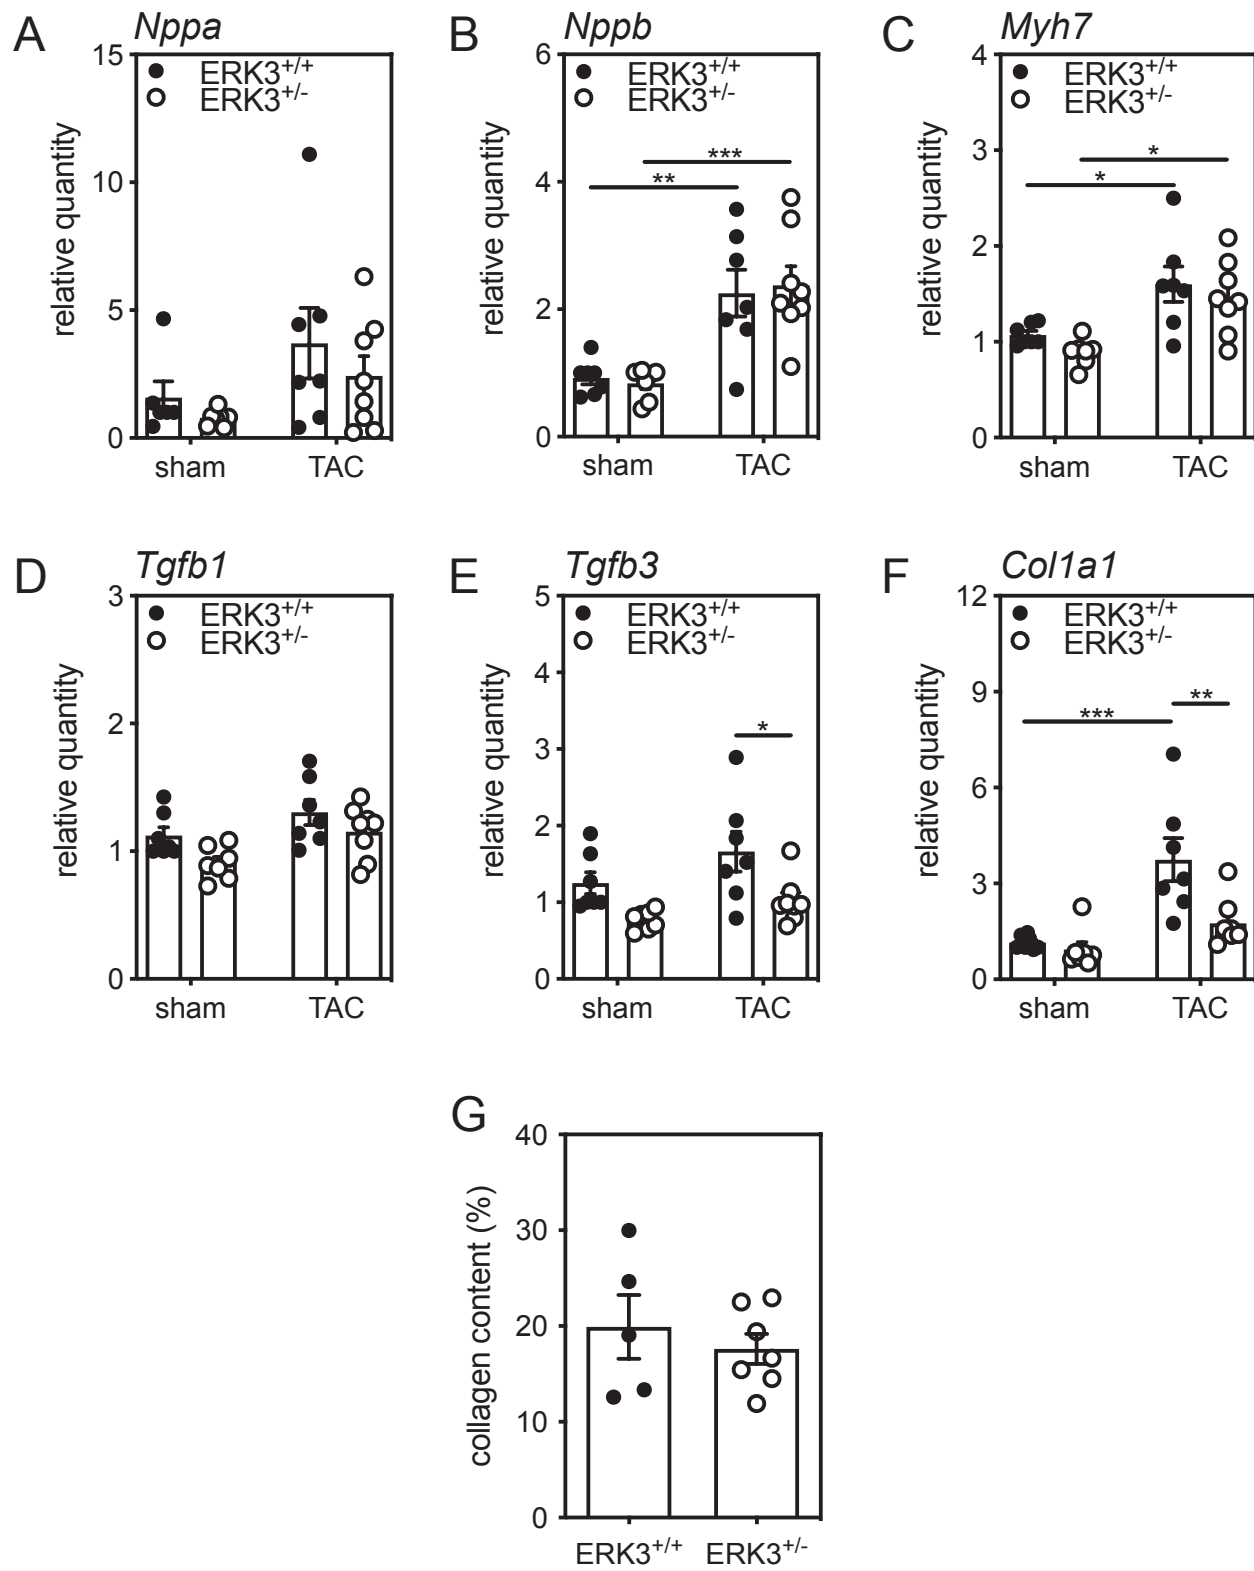 A Nppa
15
10
5
0
relative quantity
ERK3+/+
ERK3+/-
sham TAC
B Nppb
6
4
2
0
relative quantity
ERK3+/+
ERK3+/-
***
**
sham TAC
C Myh7
4
3
2
1
0
relative quantity
ERK3+/+
ERK3+/-
*
*
sham TAC
D Tgfb1
3
2
1
0
relative quantity
ERK3+/+
ERK3+/-
sham TAC
E Tgfb3
5
4
3
2
1
0
relative quantity
ERK3+/+
ERK3+/-
*
sham TAC
F Col1a1
12
9
6
3
0
relative quantity
ERK3+/+
ERK3+/-
**
***
sham TAC
G
40
30
20
10
0
collagen content (%)
ERK3+/+ ERK3+/-